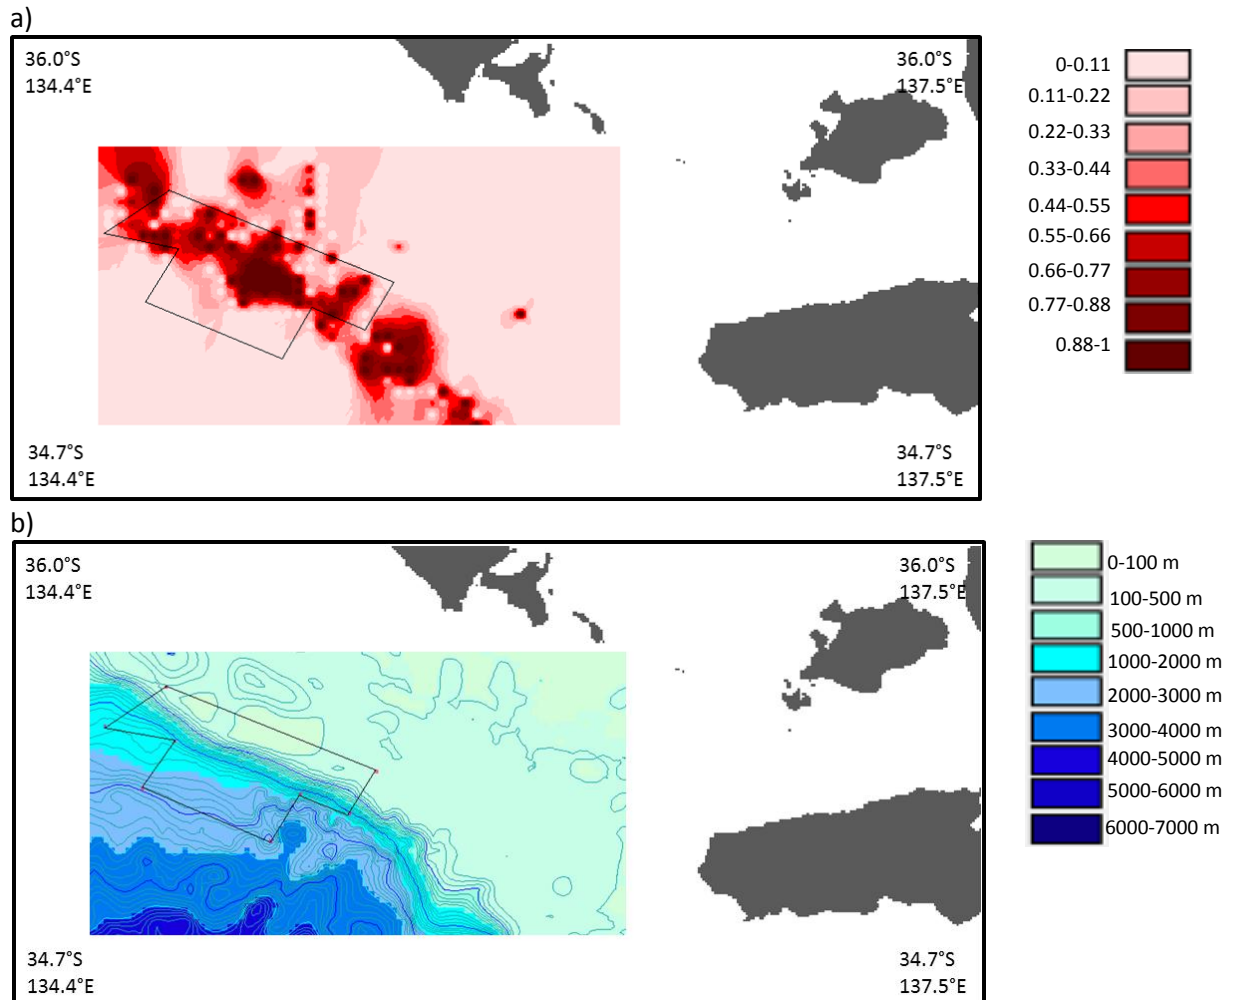 a)
36.0°S
134.4°E
36.0°S
137.5°E
34.7°S
134.4°E
34.7°S
137.5°E
0-0.11
0.11-0.22
0.22-0.33
0.33-0.44
0.44-0.55
0.55-0.66
0.66-0.77
0.77-0.88
0.88-1
b)
36.0°S
134.4°E
36.0°S
137.5°E
34.7°S
134.4°E
34.7°S
137.5°E
0-100 m
100-500 m
500-1000 m
1000-2000 m
2000-3000 m
3000-4000 m
4000-5000 m
5000-6000 m
6000-7000 m